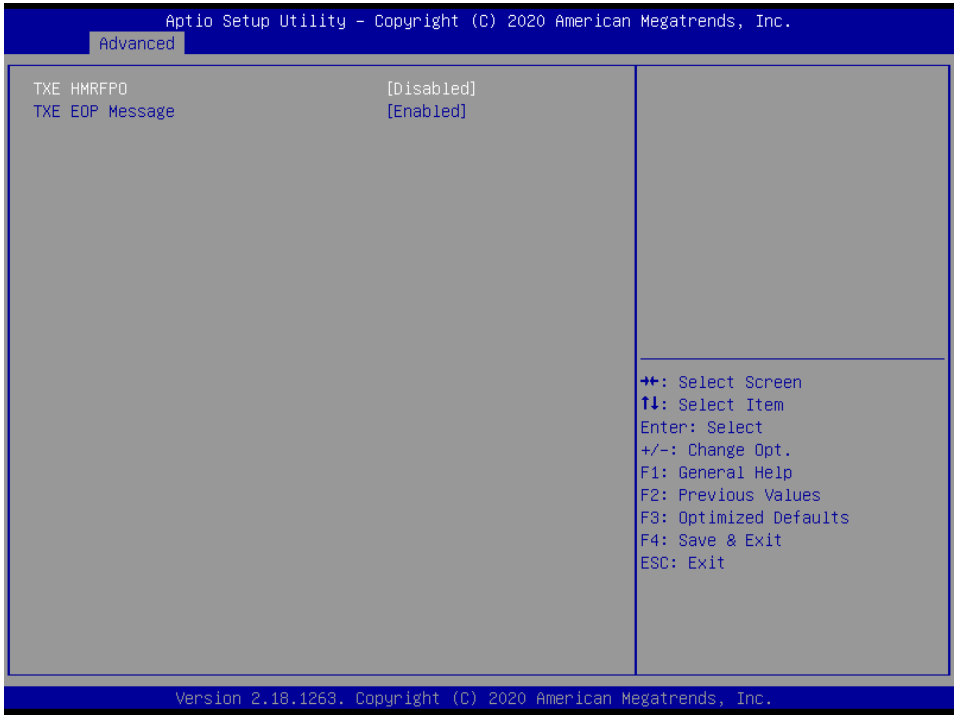 Aptio Setup Utility – Copyright (C) 2020 American Megatrends, Inc.
Advanced
TXE HMRFPO [Disabled]
TXE EOP Message [Enabled]
→←: Select Screen
↑↓: Select Item
Enter: Select
+/-: Change Opt.
F1: General Help
F2: Previous Values
F3: Optimized Defaults
F4: Save & Exit
ESC: Exit
Version 2.18.1263. Copyright (C) 2020 American Megatrends, Inc.